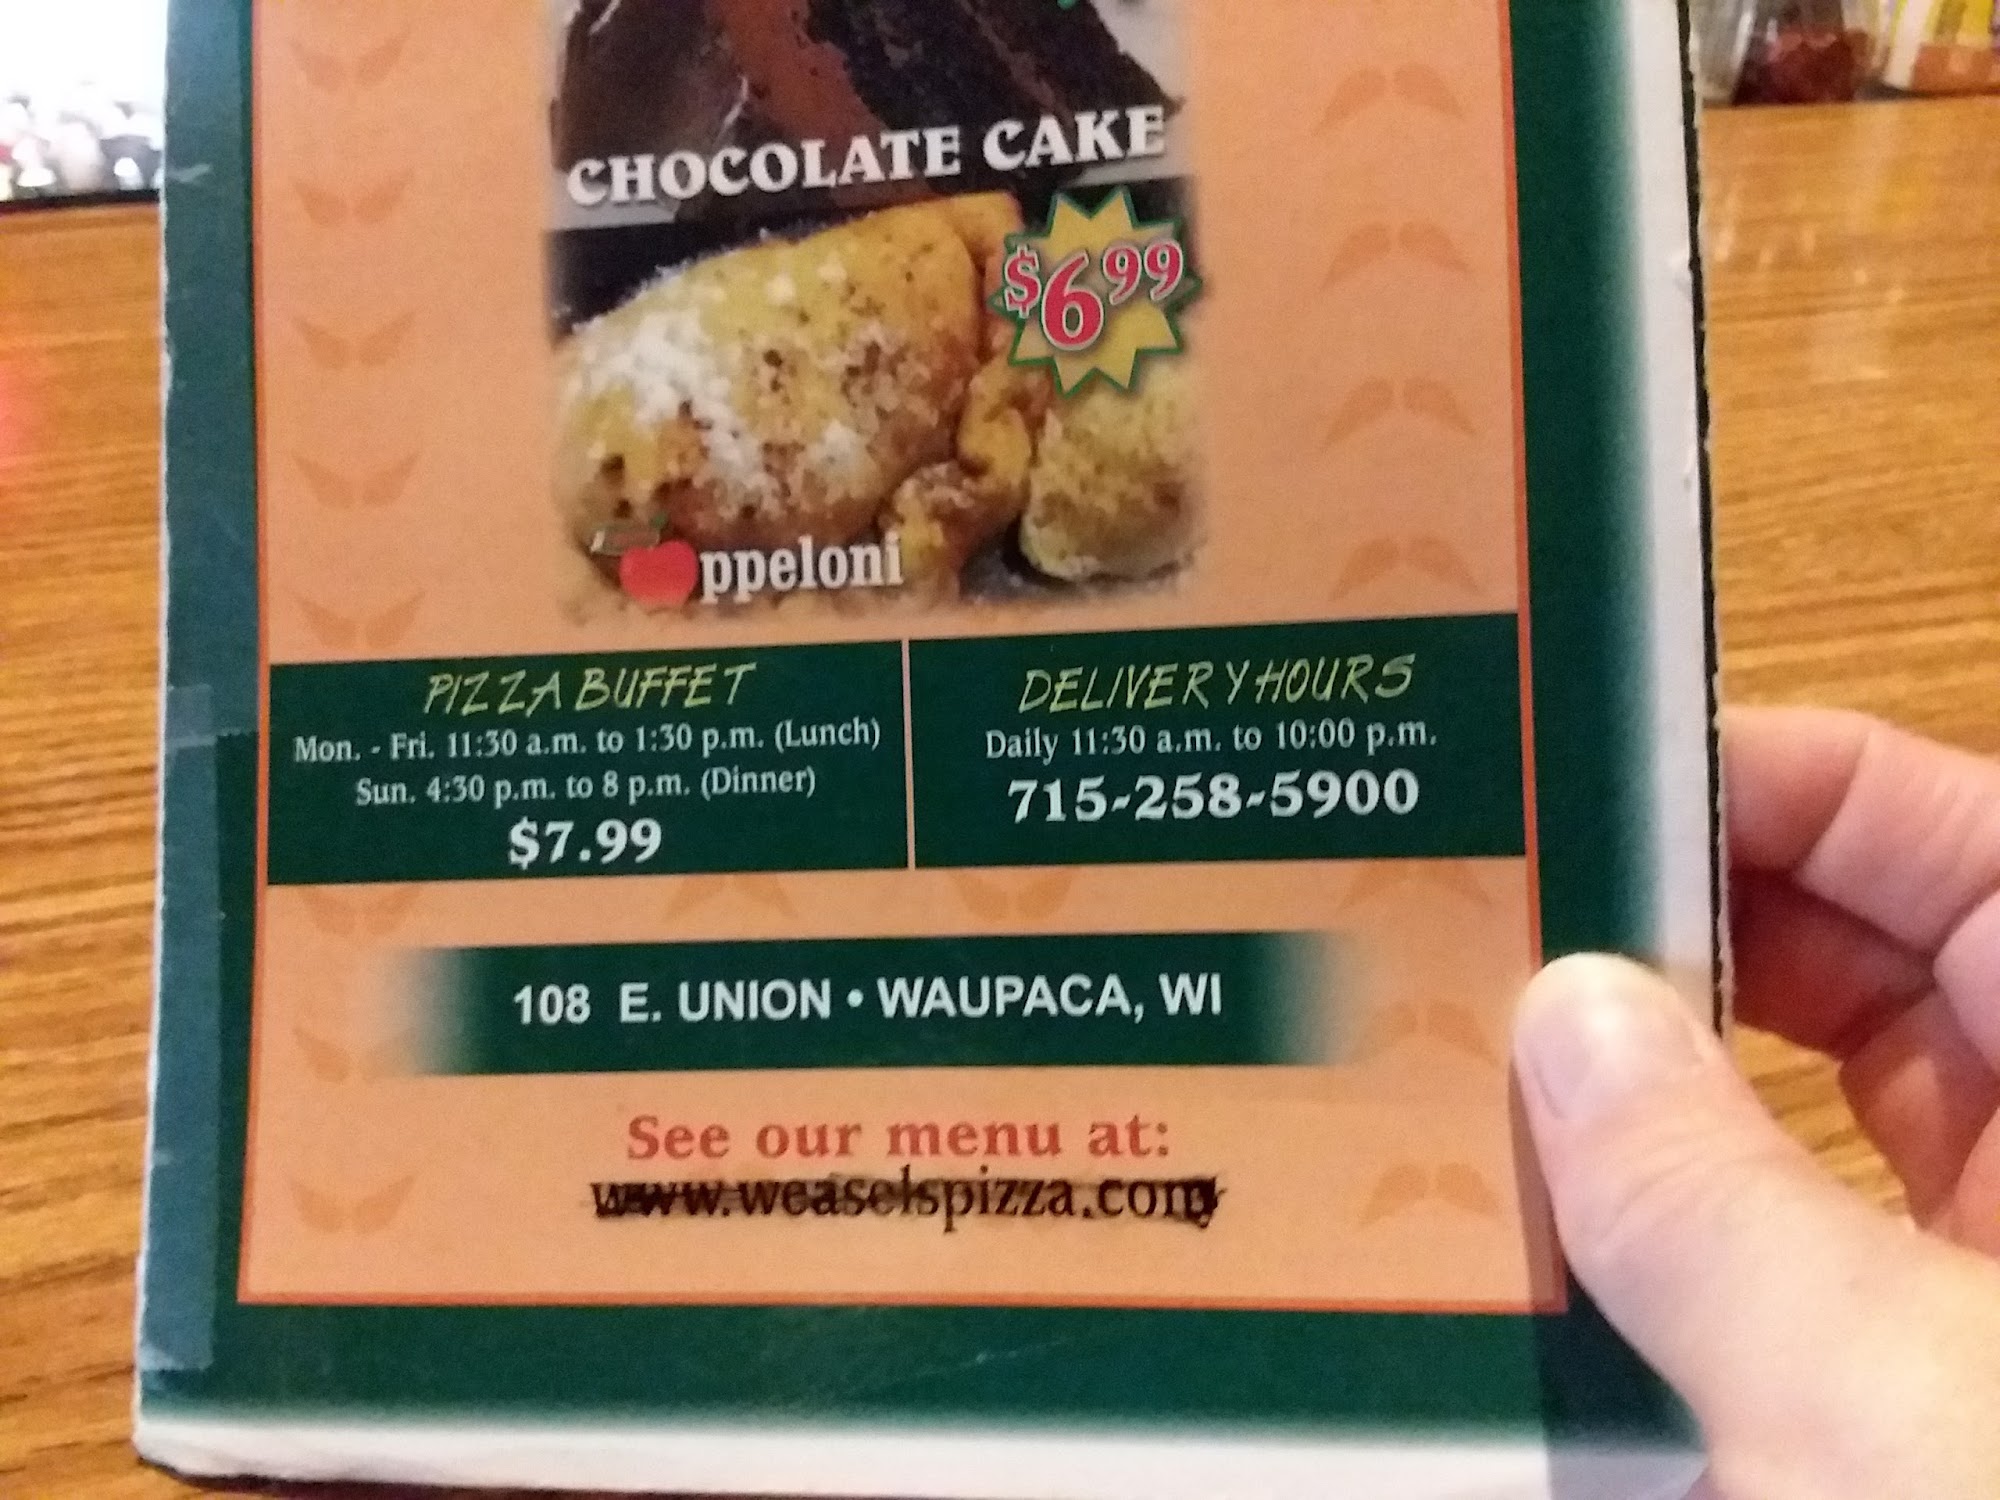 CHOCOLATE CAKE
$6.99
ppeloni
PIZZA BUFFET
Mon. - Fri. 11:30 a.m. to 1:30 p.m. (Lunch)
Sun. 4:30 p.m. to 8 p.m. (Dinner)
$7.99
DELIVERY HOURS
Daily 11:30 a.m. to 10:00 p.m.
715-258-5900
108 E. UNION • WAUPACA, WI
See our menu at:
www.weaselspizza.com